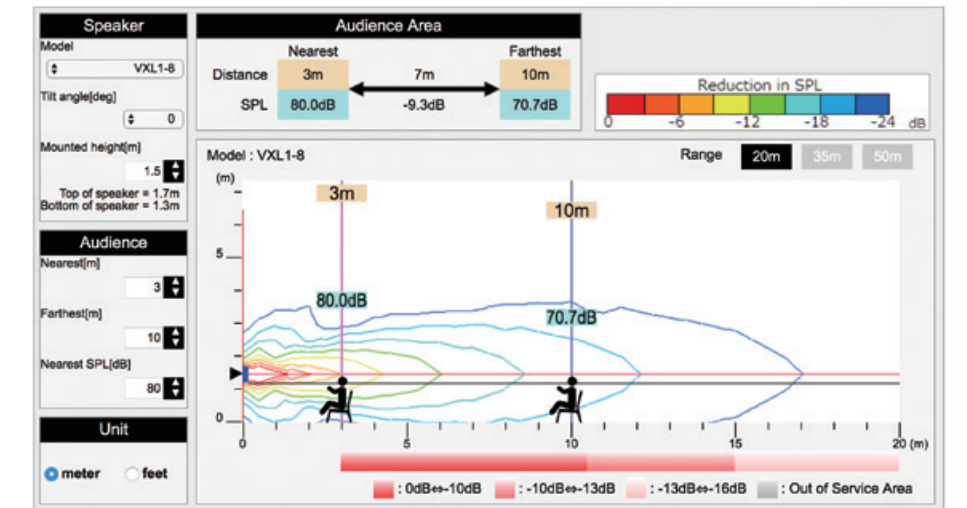 Speaker
Model
VXL1-8
Tilt angle[deg]
0
Mounted height[m]
1.5
Top of speaker = 1.7m
Bottom of speaker = 1.3m
Audience
Nearest[m]
3
Farthest[m]
10
Nearest SPL[dB]
80
Unit
meter feet
Audience Area
Nearest Farthest
Distance 3m 7m 10m
SPL 80.0dB -9.3dB 70.7dB
Reduction in SPL
0 -6 -12 -18 -24 dB
Model : VXL1-8 Range 20m 35m 50m
(m)
3m
10m
5
80.0dB
70.7dB
0
0 5 10 15 20 (m)
: 0dB⇔-10dB : -10dB⇔-13dB : -13dB⇔-16dB : Out of Service Area